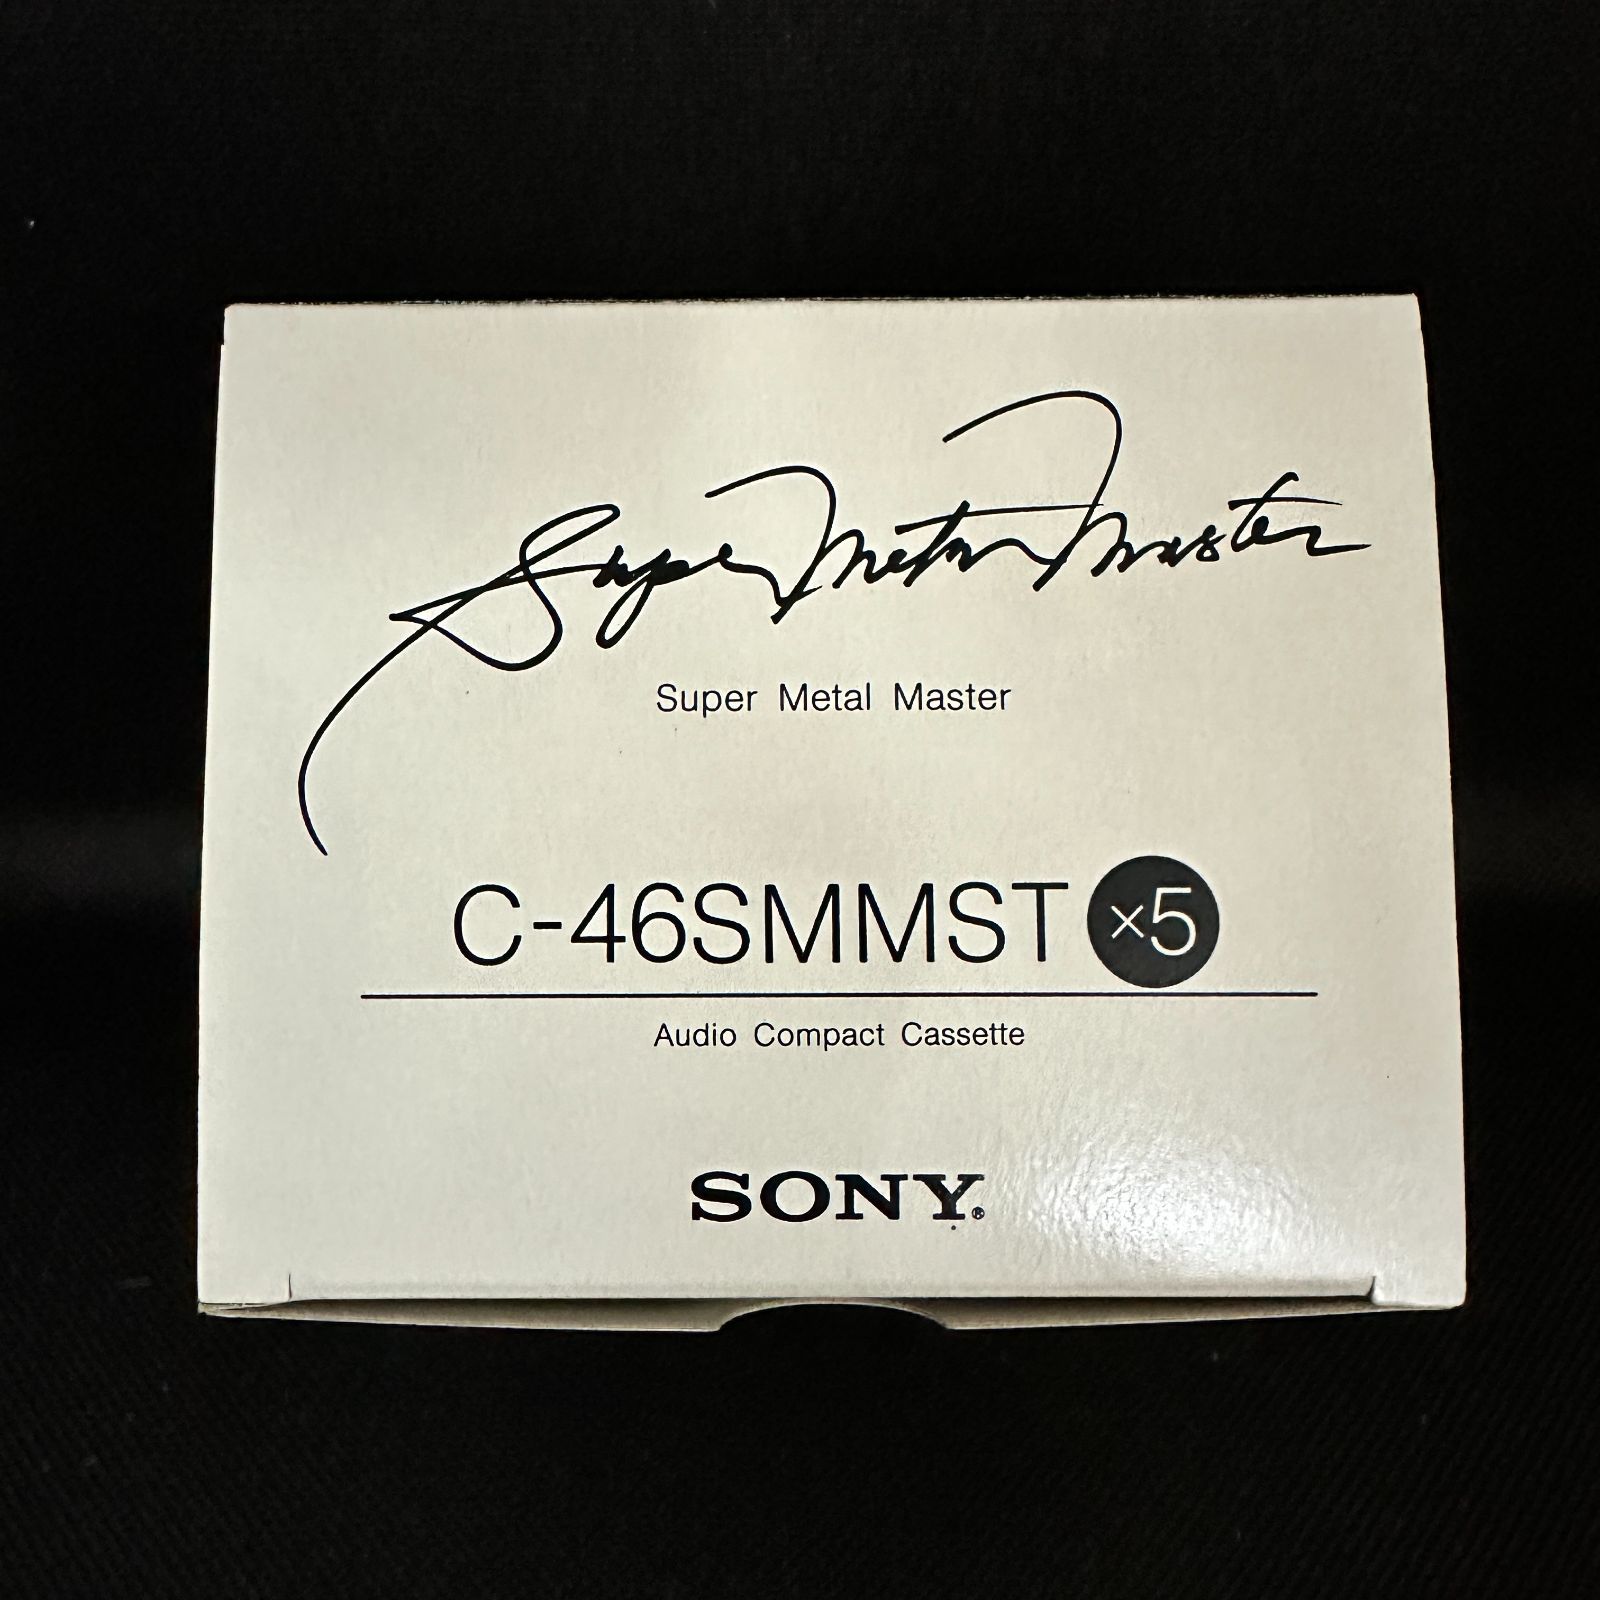 Super Metal Master
Super Metal Master
C-46SMMST ×5
Audio Compact Cassette
SONY®